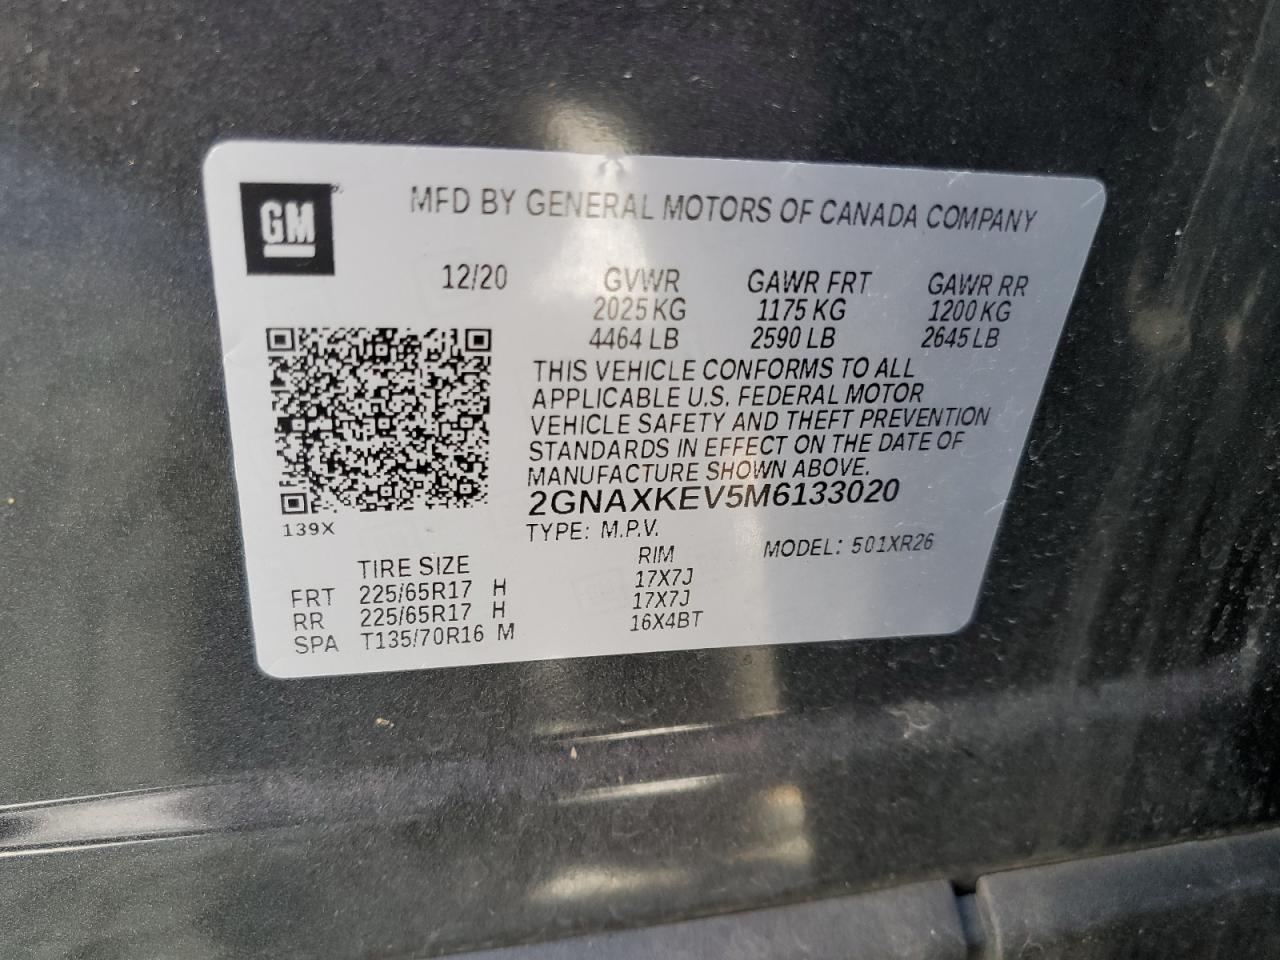 GM
MFD BY GENERAL MOTORS OF CANADA COMPANY
12/20 GVWR GAWR FRT GAWR RR
2025 KG 1175 KG 1200 KG
4464 LB 2590 LB 2645 LB
THIS VEHICLE CONFORMS TO ALL
APPLICABLE U.S. FEDERAL MOTOR
VEHICLE SAFETY AND THEFT PREVENTION
STANDARDS IN EFFECT ON THE DATE OF
MANUFACTURE SHOWN ABOVE.
2GNAXKEV5M6133020
139X
TYPE: M.P.V. MODEL: 501XR26
TIRE SIZE RIM
FRT 225/65R17 H 17X7J
RR 225/65R17 H 17X7J
SPA T135/70R16 M 16X4BT